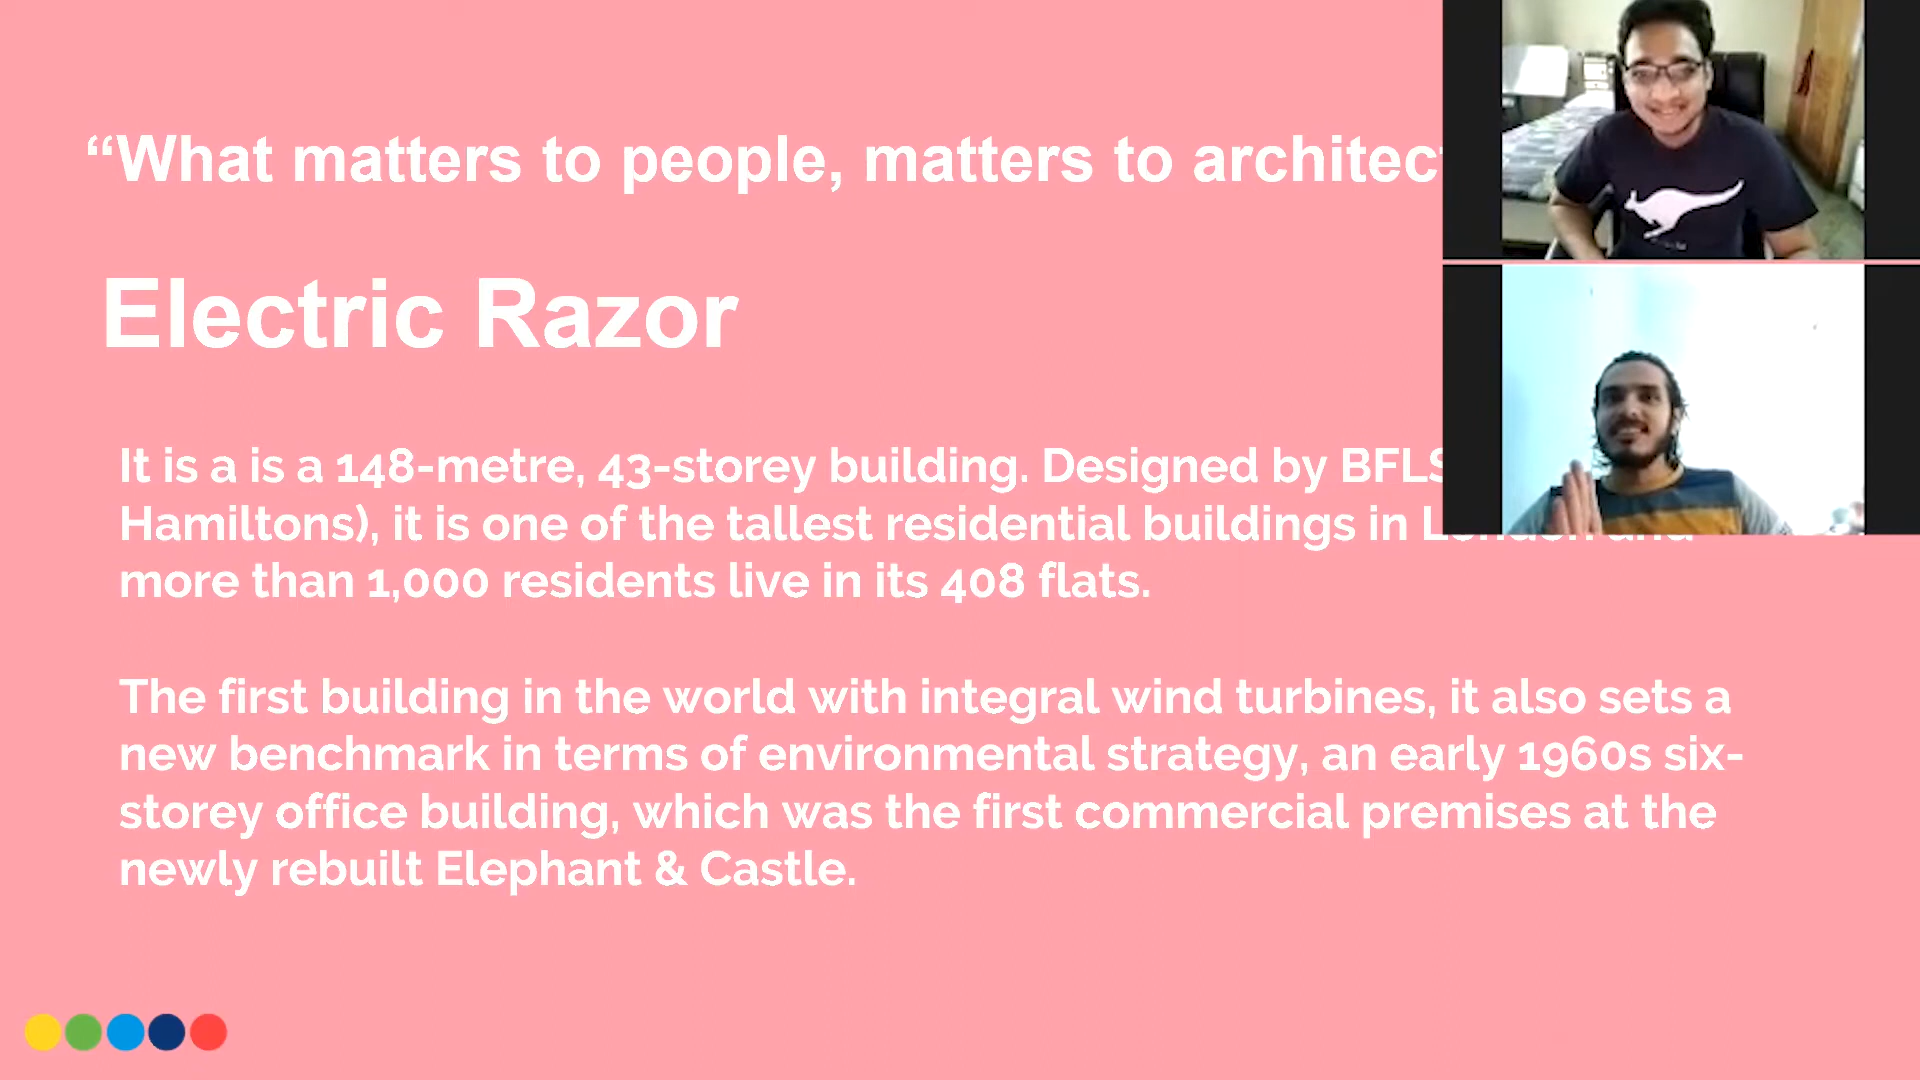 “What matters to people, matters to architec
Electric Razor
It is a is a 148-metre, 43-storey building. Designed by BFLS
Hamiltons), it is one of the tallest residential buildings in London and
more than 1,000 residents live in its 408 flats.
The first building in the world with integral wind turbines, it also sets a
new benchmark in terms of environmental strategy, an early 1960s six-
storey office building, which was the first commercial premises at the
newly rebuilt Elephant & Castle.